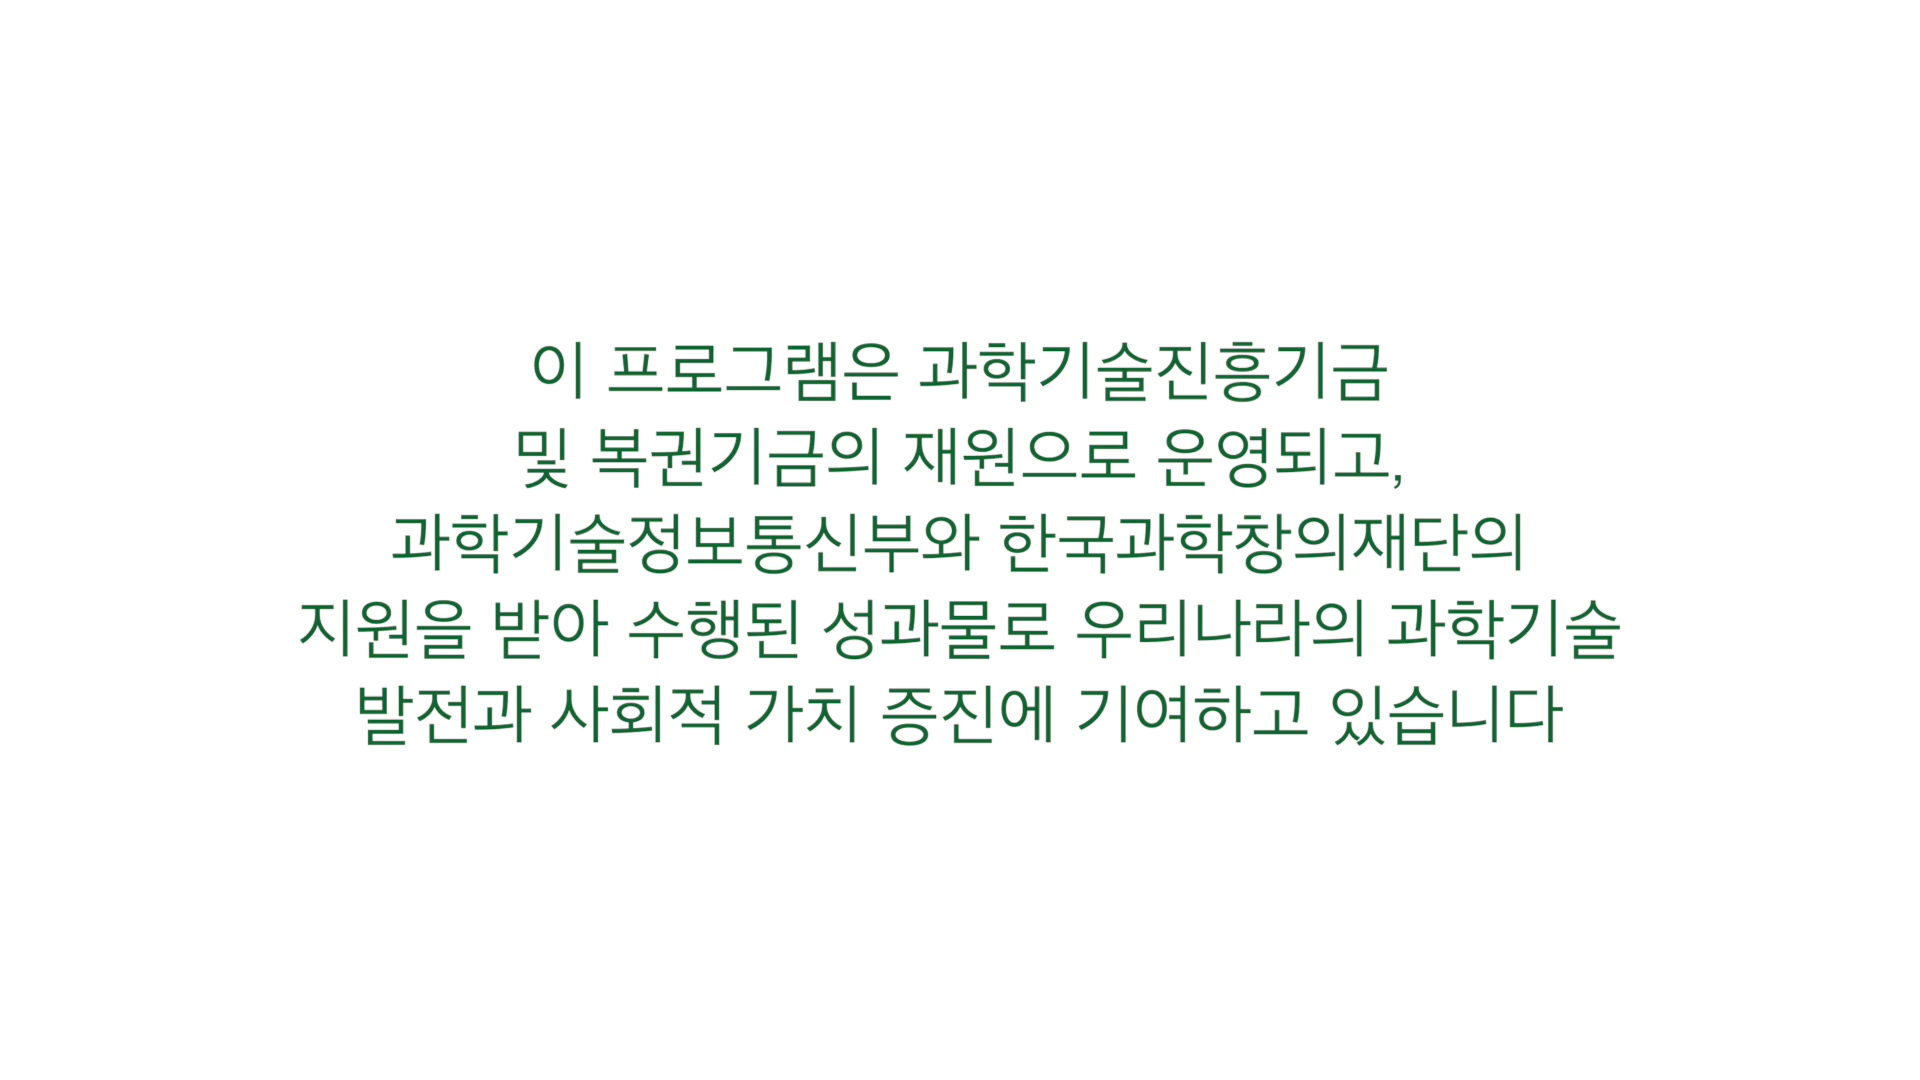 이 프로그램은 과학기술진흥기금
및 복권기금의 재원으로 운영되고,
과학기술정보통신부와 한국과학창의재단의
지원을 받아 수행된 성과물로 우리나라의 과학기술
발전과 사회적 가치 증진에 기여하고 있습니다